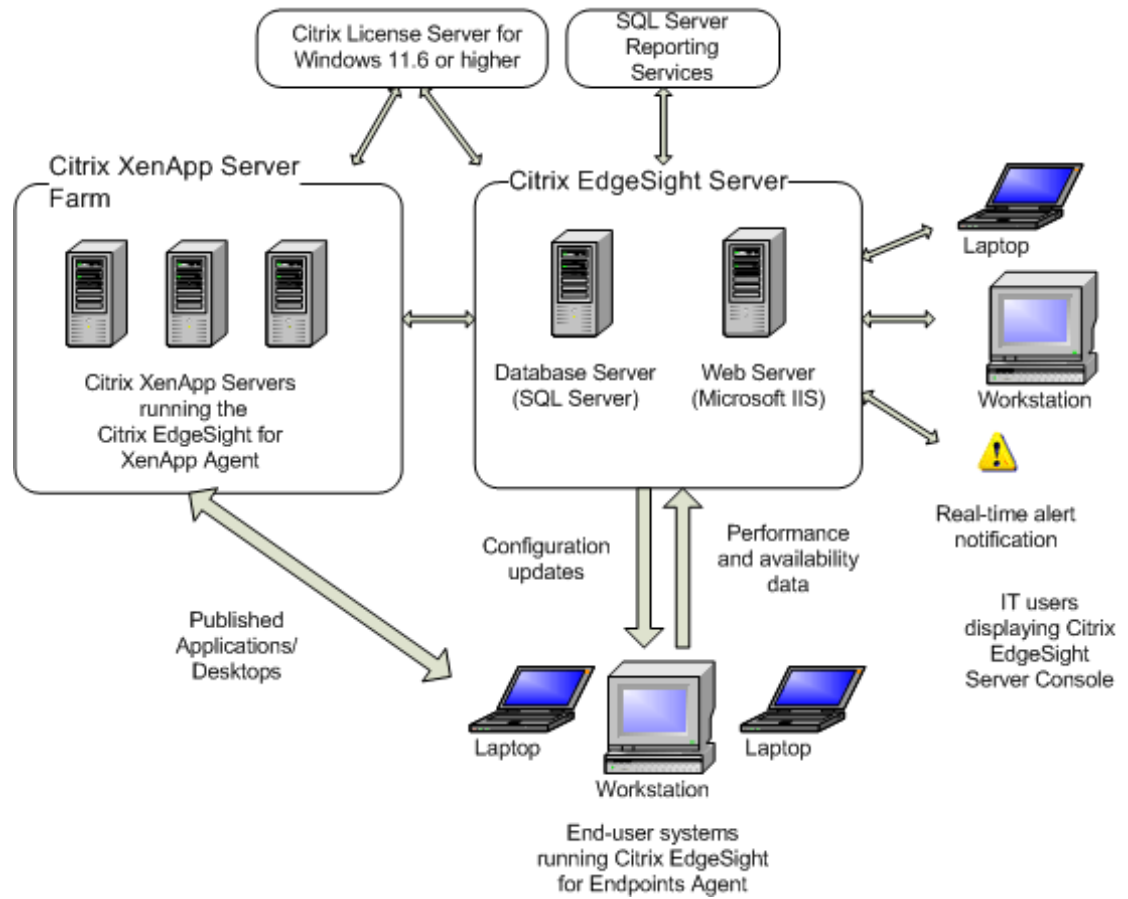 Citrix License Server for
Windows 11.6 or higher
SQL Server
Reporting
Services
Citrix XenApp Server
Farm
Citrix EdgeSight Server
Laptop
Workstation
Citrix XenApp Servers
running the
Citrix EdgeSight for
XenApp Agent
Database Server
(SQL Server)
Web Server
(Microsoft IIS)
Real-time alert
notification
Configuration
updates
Performance
and availability
data
IT users
displaying Citrix
EdgeSight
Server Console
Published
Applications/
Desktops
Laptop
Workstation
Laptop
End-user systems
running Citrix EdgeSight
for Endpoints Agent